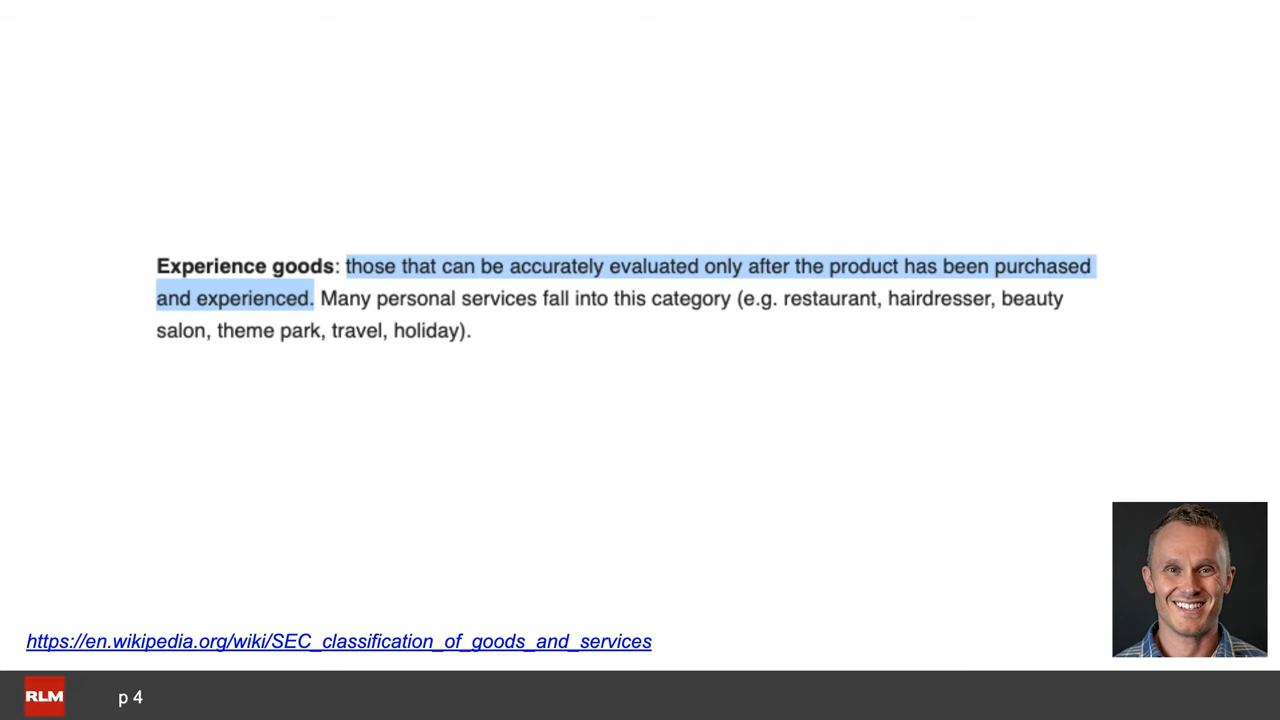 Experience goods: those that can be accurately evaluated only after the product has been purchased
and experienced. Many personal services fall into this category (e.g. restaurant, hairdresser, beauty
salon, theme park, travel, holiday).
https://en.wikipedia.org/wiki/SEC_classification_of_goods_and_services
RLM
p 4